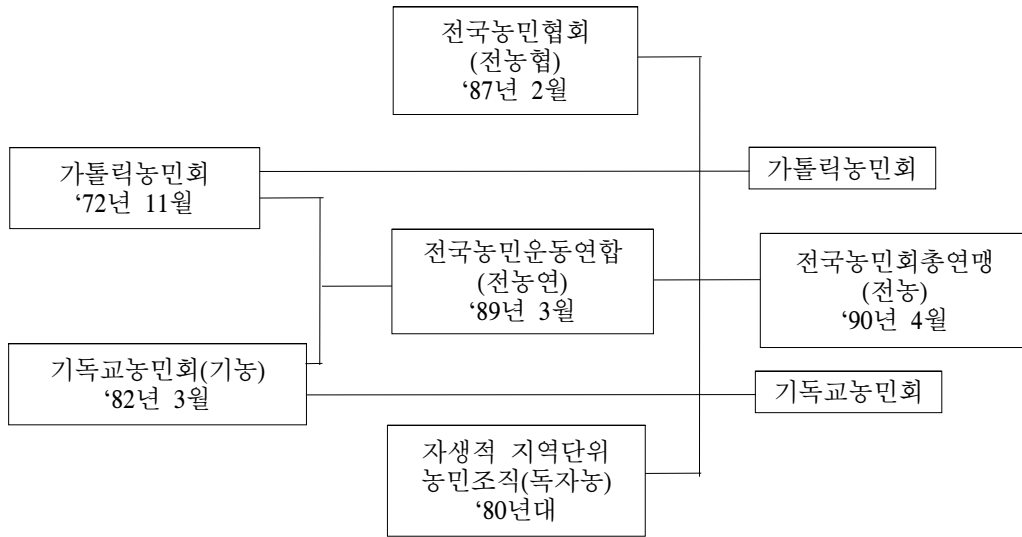 전국농민협회
(전농협)
‘87년 2월
가톨릭농민회
‘72년 11월
가톨릭농민회
전국농민운동연합
(전농연)
‘89년 3월
전국농민회총연맹
(전농)
‘90년 4월
기독교농민회(기농)
‘82년 3월
기독교농민회
자생적 지역단위
농민조직(독자농)
‘80년대